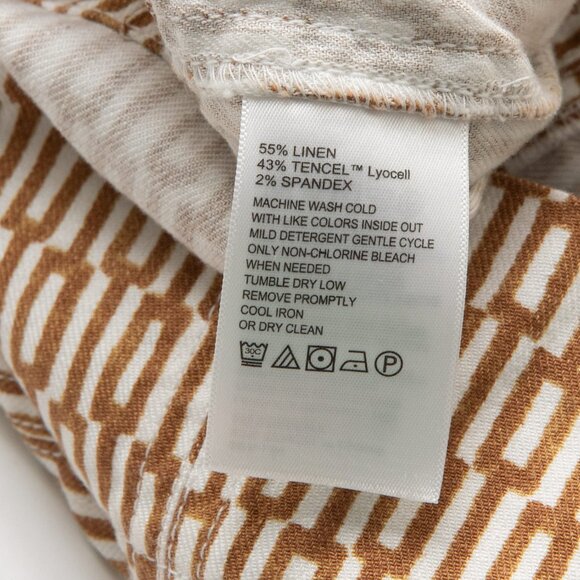 55% LINEN
43% TENCEL™ Lyocell
2% SPANDEX
MACHINE WASH COLD
WITH LIKE COLORS INSIDE OUT
MILD DETERGENT GENTLE CYCLE
ONLY NON-CHLORINE BLEACH
WHEN NEEDED
TUMBLE DRY LOW
REMOVE PROMPTLY
COOL IRON
OR DRY CLEAN
30C P